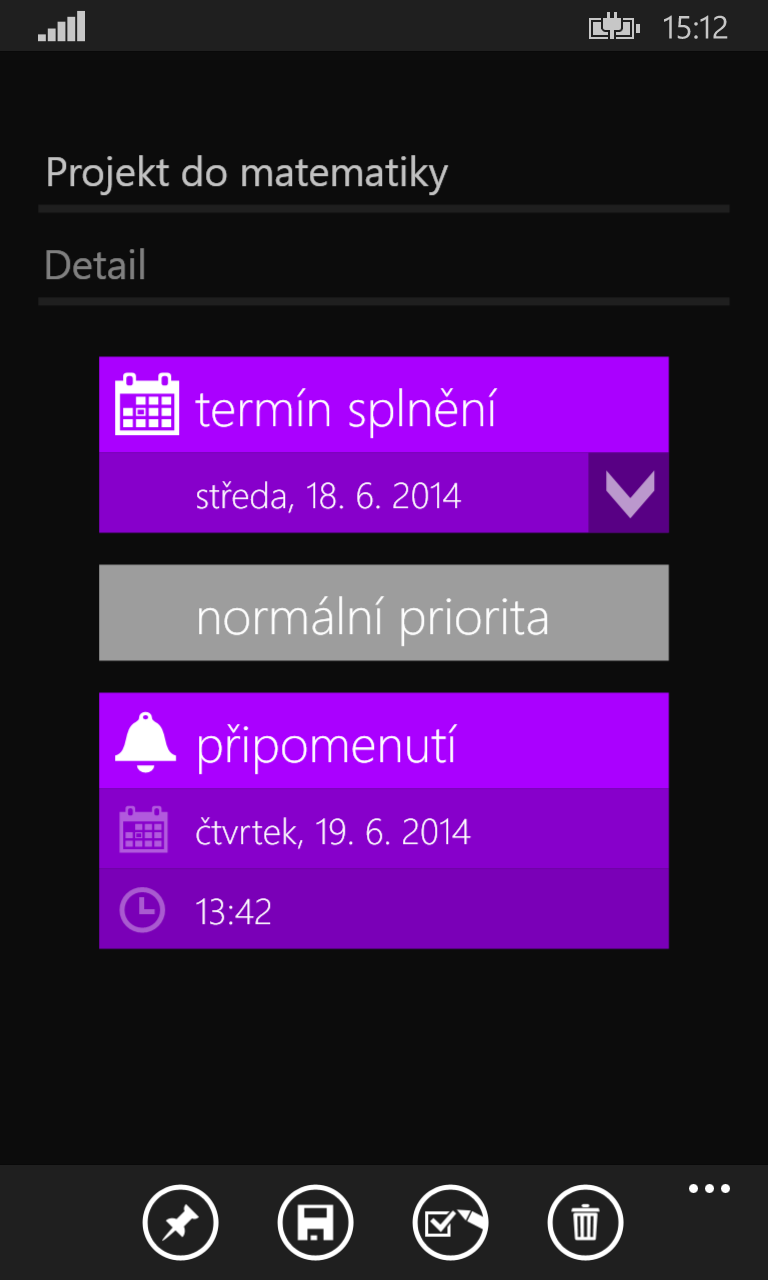 15:12
Projekt do matematiky
Detail
termín splnění
středa, 18. 6. 2014
normální priorita
připomenutí
čtvrtek, 19. 6. 2014
13:42